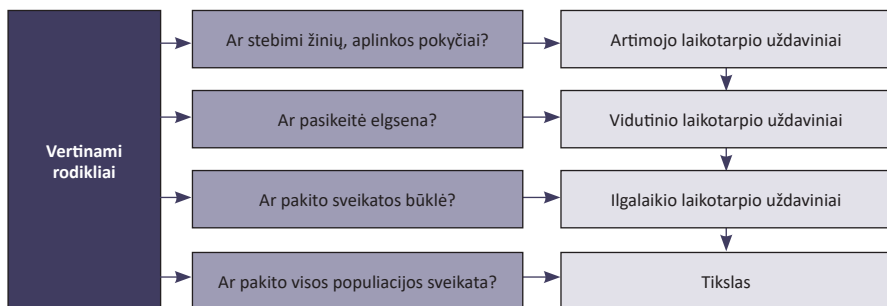 Vertinami
rodikliai
Ar stebimi žinių, aplinkos pokyčiai?
Artimojo laikotarpio uždaviniai
Ar pasikeitė elgsena?
Vidutinio laikotarpio uždaviniai
Ar pakito sveikatos būklė?
Ilgalaikio laikotarpio uždaviniai
Ar pakito visos populiacijos sveikata?
Tikslas